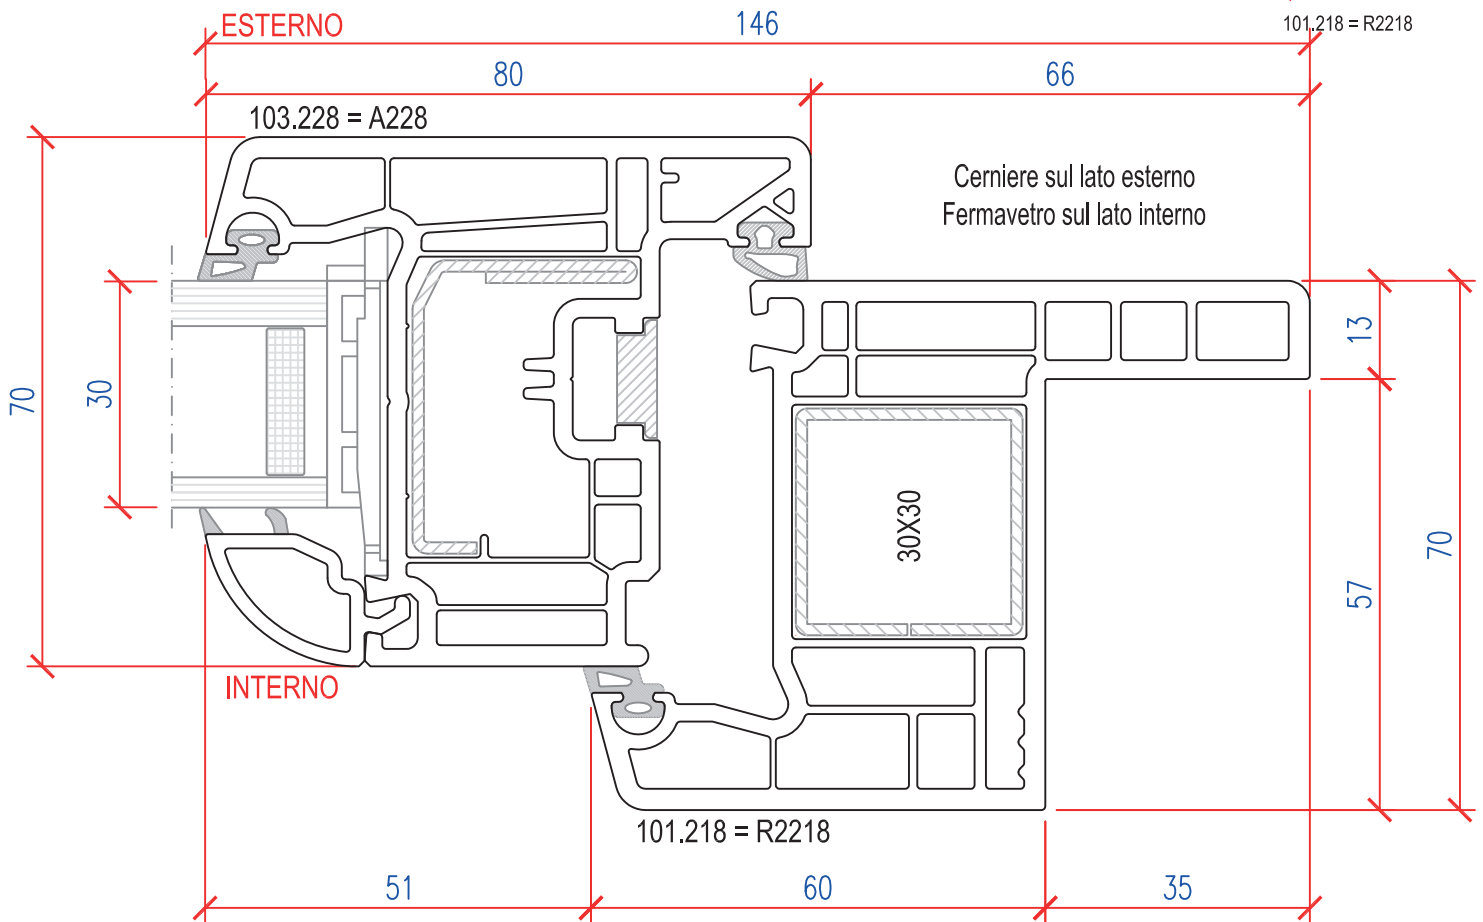 ESTERNO
146
101.218 = R2218
80
66
103.228 = A228
Cerniere sul lato esterno
Fermavetro sul lato interno
13
70
30
30X30
70
57
INTERNO
101.218 = R2218
51
60
35